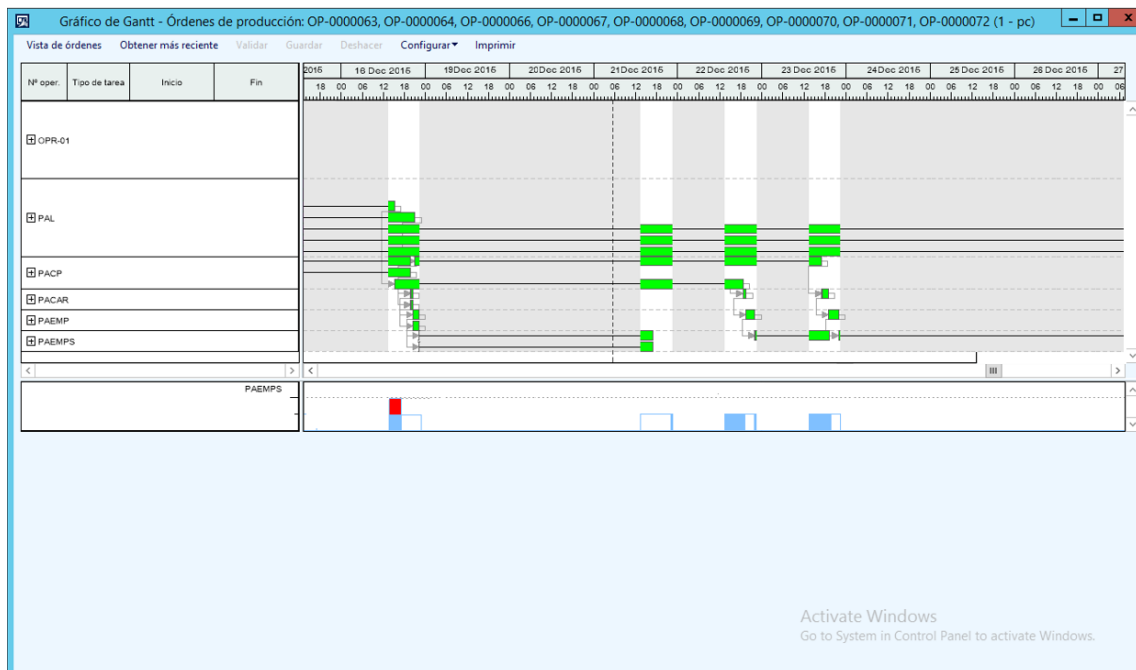 Gráfico de Gantt - Órdenes de producción: OP-0000063, OP-0000064, OP-0000066, OP-0000067, OP-0000068, OP-0000069, OP-0000070, OP-0000071, OP-0000072 (1 - pc)
Vista de órdenes Obtener más reciente Validar Guardar Deshacer Configurar Imprimir
Nº oper. Tipo de tarea Inicio Fin
2016 16 Dec 2016 19Dec 2016 20Dec 2016 21Dec 2016 22 Dec 2016 23 Dec 2016 24Dec 2016 25 Dec 2016 26 Dec 2016 27
18 00 06 12 18 00 06 12 18 00 06 12 18 00 06 12 18 00 06 12 18 00 06 12 18 00 06 12 18 00 06 12 18 00 06 12 18 00 06
OPR-01
PAL
PACP
PACAR
PAEMP
PAEMPS
PAEMPS
Activate Windows
Go to System in Control Panel to activate Windows.